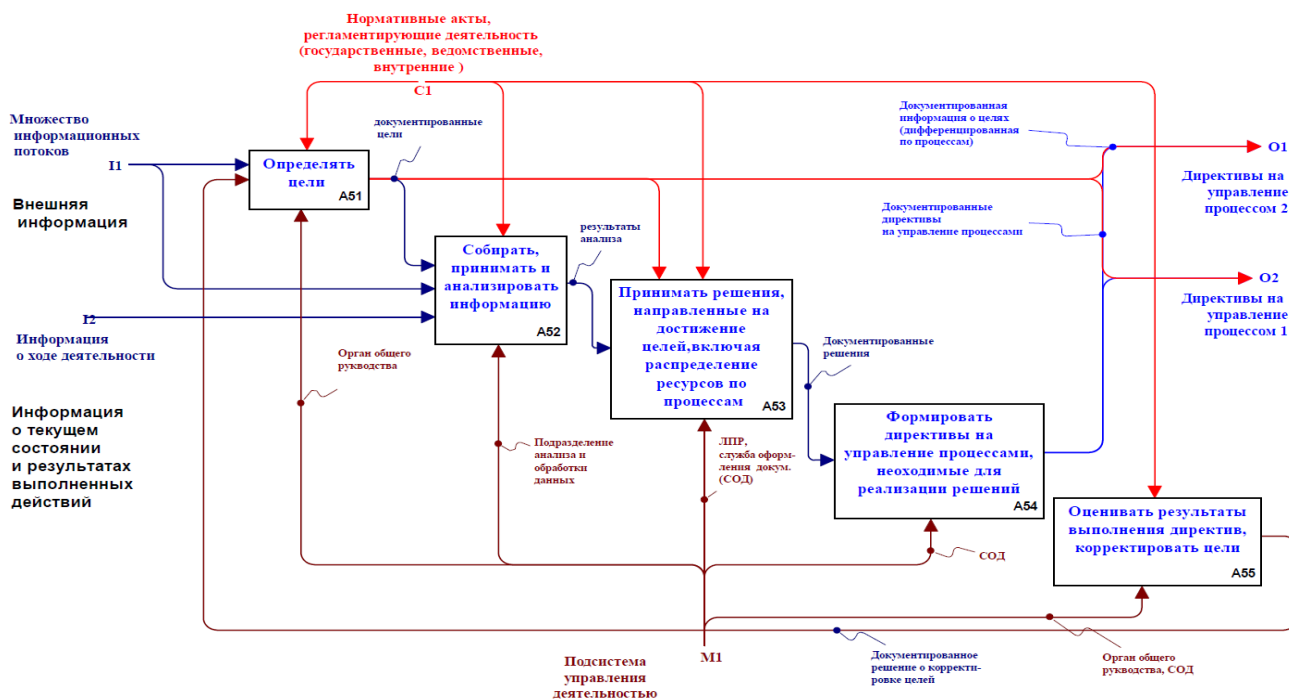 Нормативные акты,
регламентирующие деятельность
(государственные, ведомственные,
внутренние )
C1
Множество
информационных
потоков
I1
Внешняя
информация
I2
Информация
о ходе деятельности
Информация
о текущем
состоянии
и результатах
выполненных
действий
документированные
цели
Определять
цели
A51
Собирать,
принимать и
анализировать
информацию
A52
результаты
анализа
Принимать решения,
направленные на
достижение
целей,включая
распределение
ресурсов по
процессам
A53
Документированные
решения
Формировать
директивы на
управление процессами,
неоходимые для
реализации решений
A54
Оценивать результаты
выполнения директив,
корректировать цели
A55
Документированная
информация о целях
(дифференцированная
по процессам)
Документированные
директивы
на управление процессами
O1
Директивы на
управление
процессом 2
O2
Директивы на
управление
процессом 1
Орган общего
рукводства
Подразделение
анализа и
обработки
данных
ЛПР,
служба оформ-
ления докум.
(СОД)
СОД
Подсистема
управления
деятельностью
M1
Документированное
решение о корректи-
ровке целей
Орган общего
рукводства, СОД